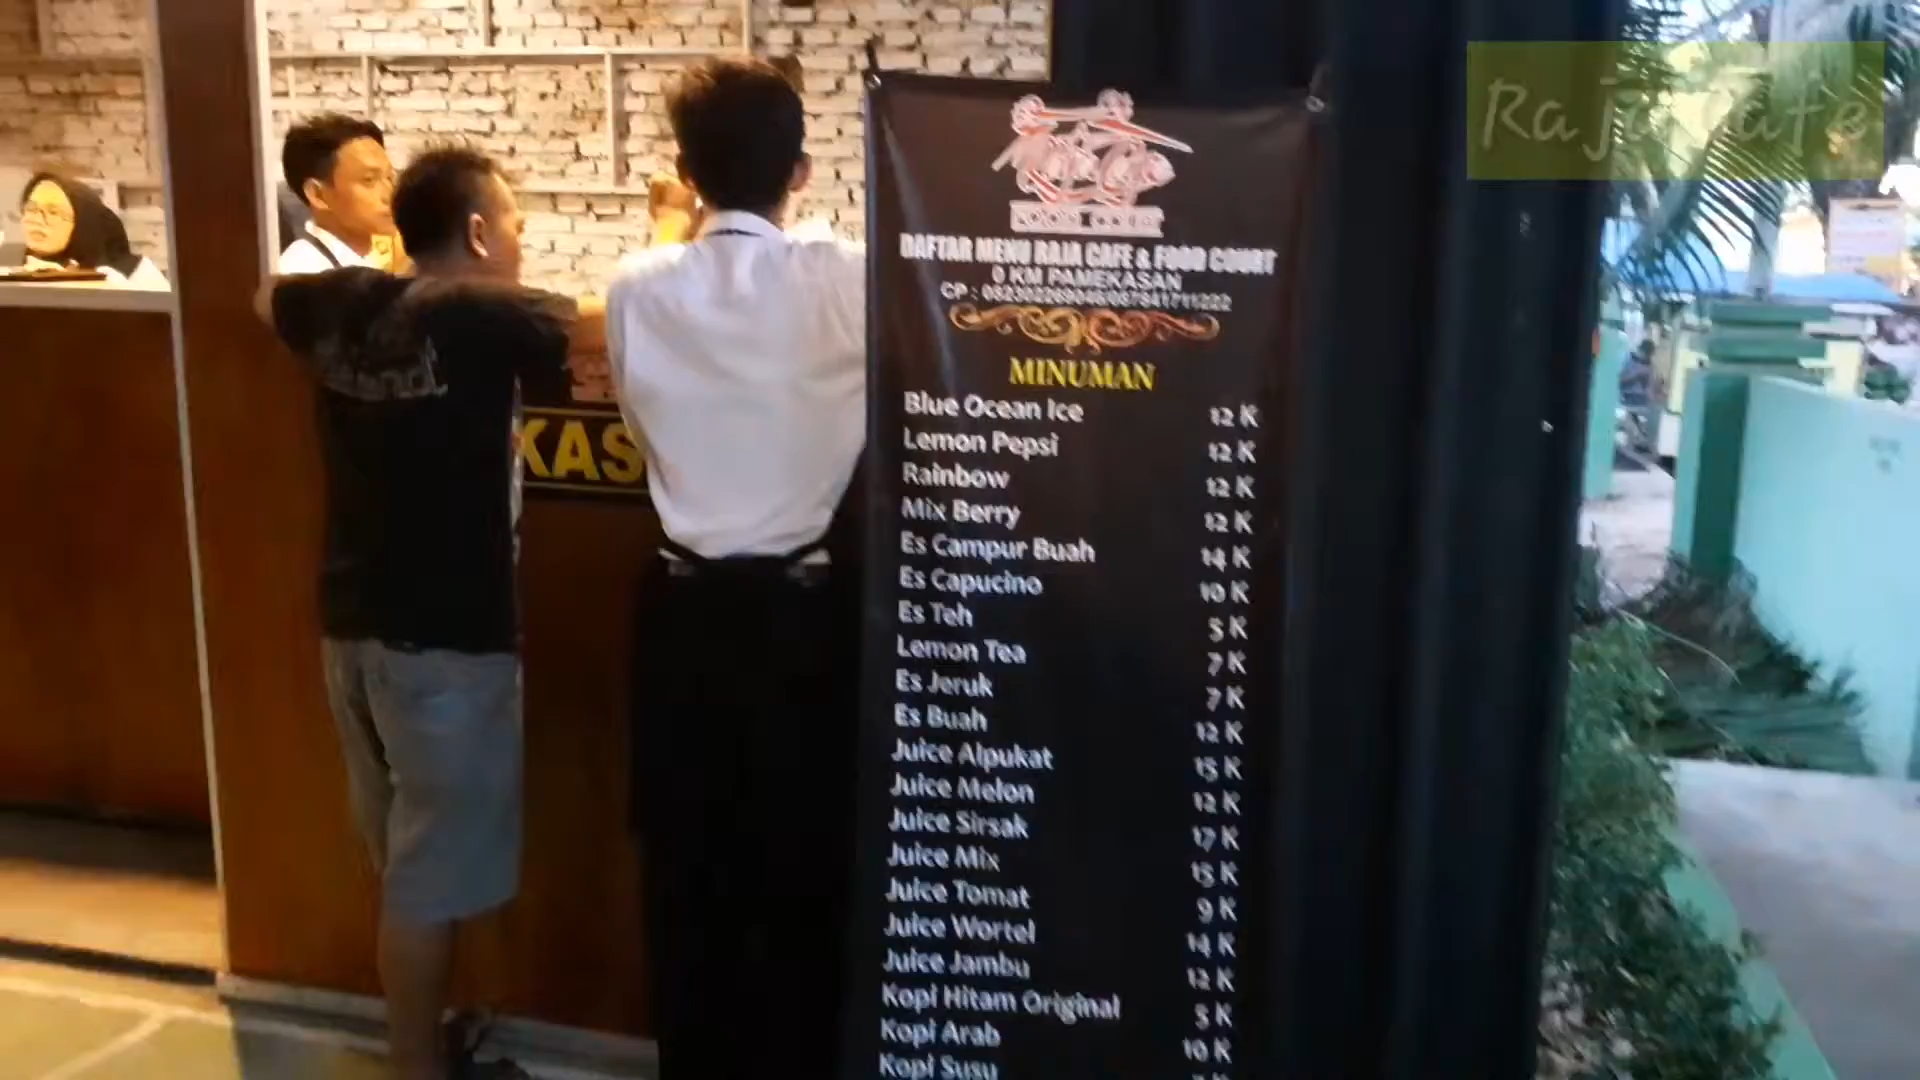 Raja Cafe
DAFTAR MENU RAJA CAFE & FOOD COURT
0 KM PAMEKASAN
CP :
MINUMAN
Blue Ocean Ice 12 K
Lemon Pepsi 12 K
Rainbow 12 K
Mix Berry 12 K
Es Campur Buah 14 K
Es Capucino 10 K
Es Teh 5 K
Lemon Tea 7 K
Es Jeruk 7 K
Es Buah 12 K
Juice Alpukat 15 K
Juice Melon 12 K
Juice Sirsak 17 K
Juice Mix 15 K
Juice Tomat 9 K
Juice Wortel 14 K
Juice Jambu 12 K
Kopi Hitam Original 5 K
Kopi Arab 10 K
Kopi Susu
KAS